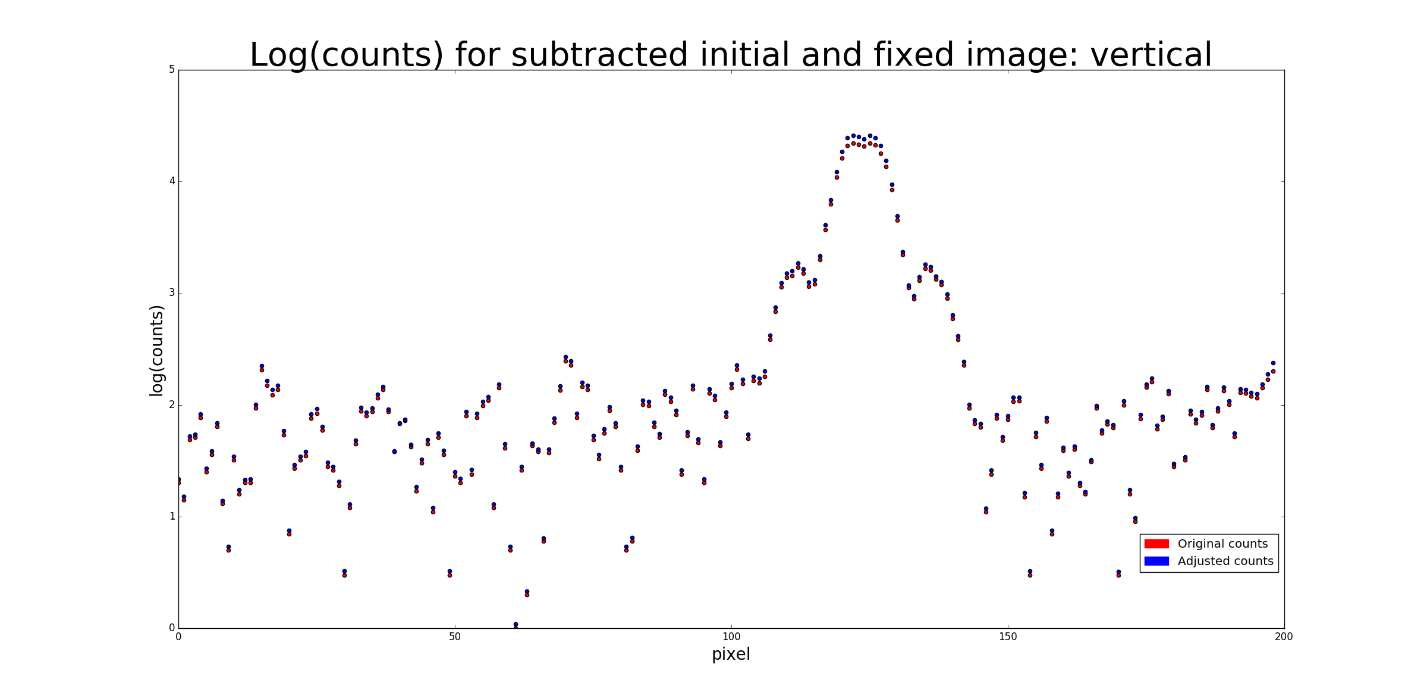 Log(counts) for subtracted initial and fixed image: vertical
5
4
3
2
1
0
log(counts)
Original counts
Adjusted counts
0 50 100 150 200
pixel